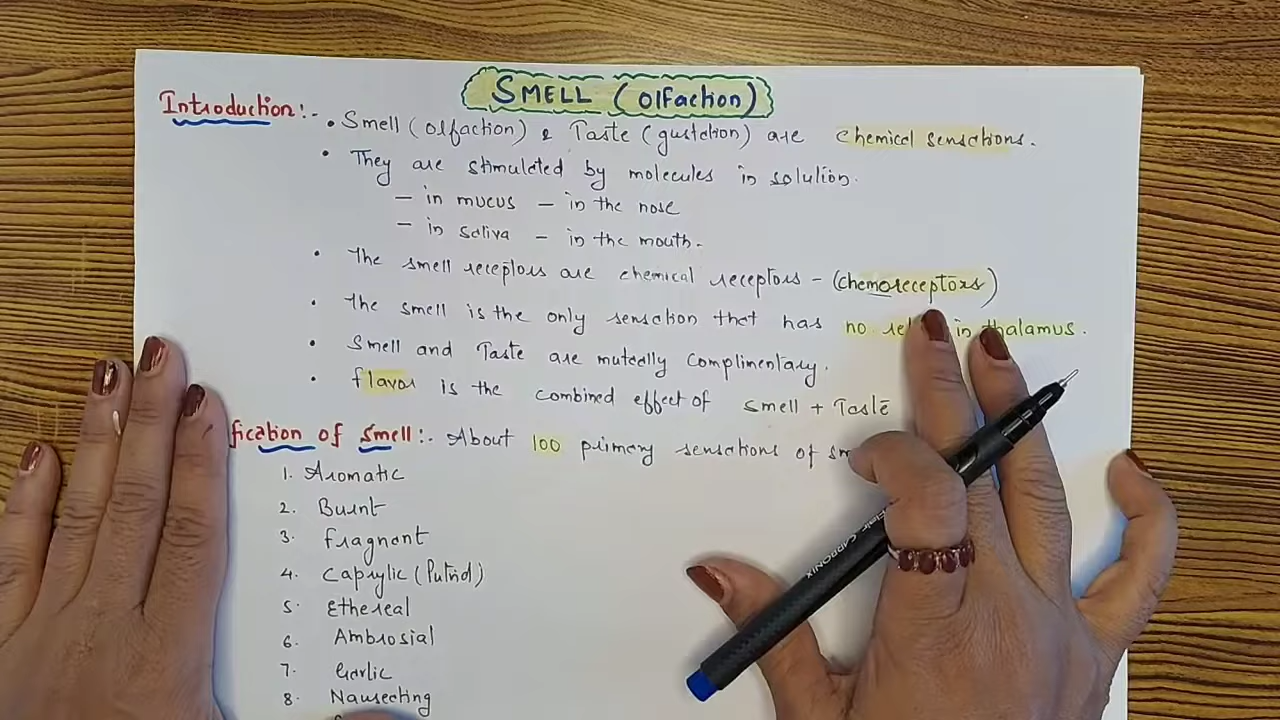 SMELL (Olfaction)
Introduction:-
• Smell (olfaction) & Taste (gustation) are chemical sensations.
• They are stimulated by molecules in solution.
– in mucus – in the nose
– in saliva – in the mouth.
• The smell receptors are chemical receptors – (chemoreceptors)
• The smell is the only sensation that has no in thalamus.
• Smell and Taste are mutually complimentary.
• flavor is the combined effect of smell + Taste
fication of smell:- About 100 primary sensations of sm
1. Aromatic
2. Burnt
3. fragnant
4. Caprylic (Putrid)
5. Ethereal
6. Ambrosial
7. Garlic
8. Nauseating
CARBONIX